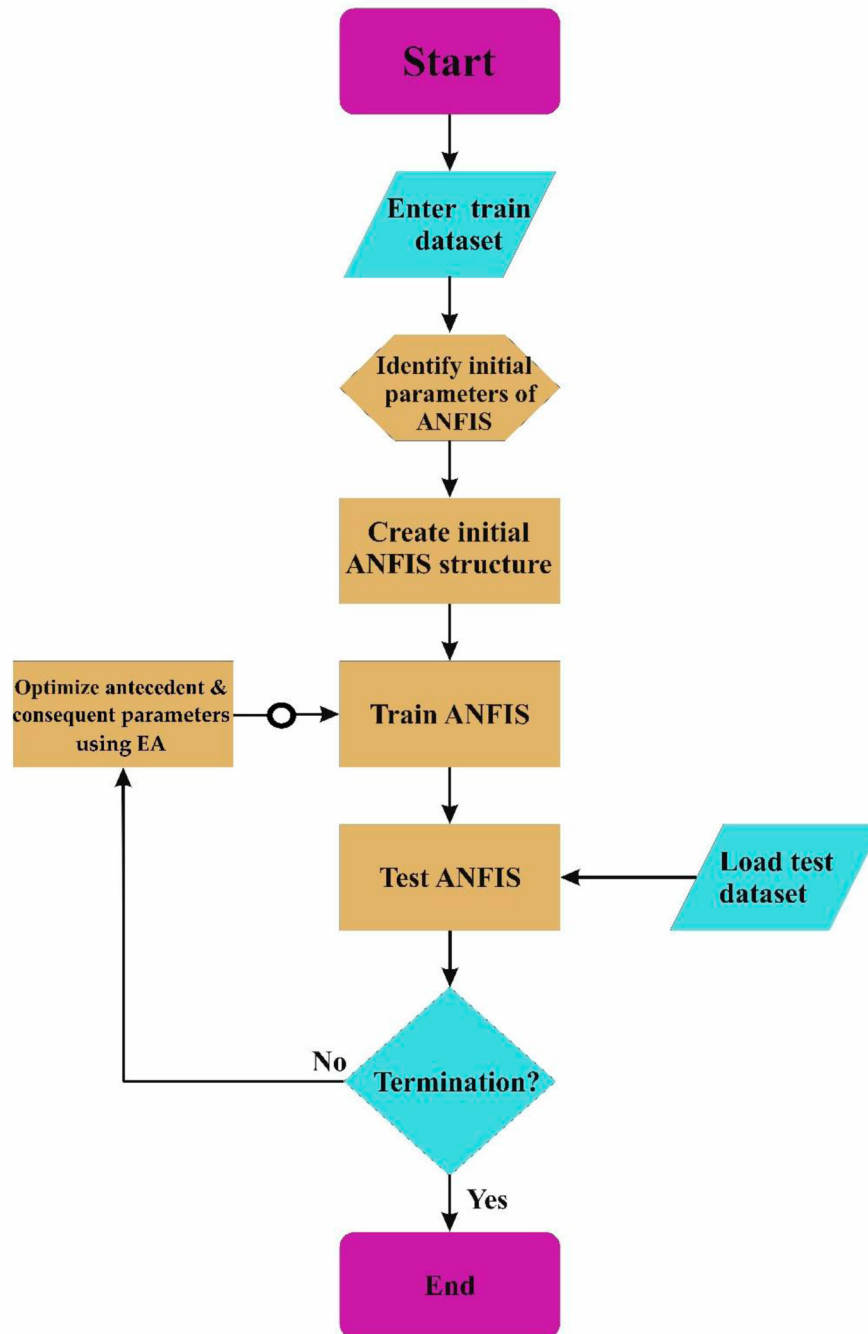 Start
Enter train
dataset
Identify initial
parameters of
ANFIS
Create initial
ANFIS structure
Optimize antecedent &
consequent parameters
using EA
Train ANFIS
Test ANFIS
Load test
dataset
No
Termination?
Yes
End